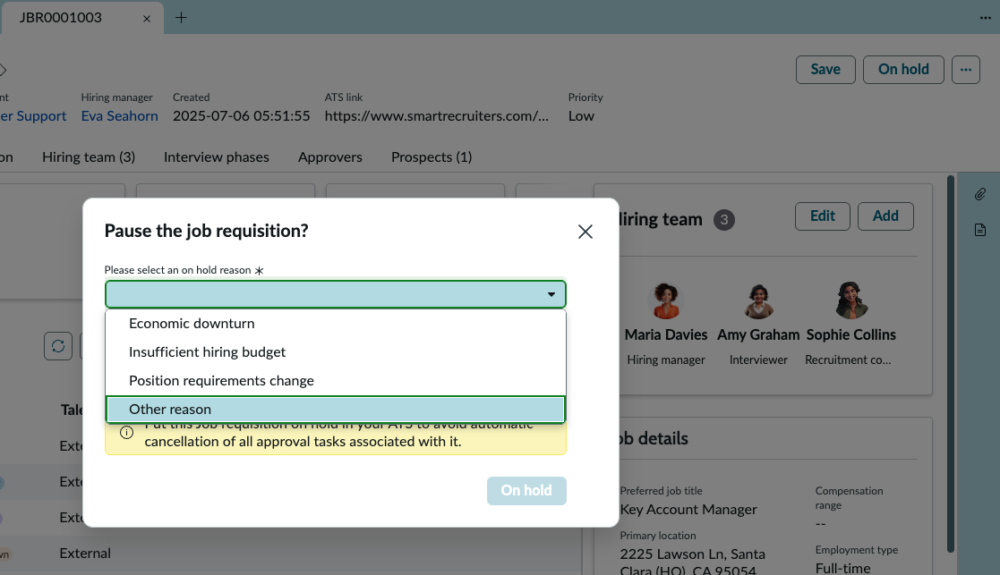 JBR0001003
Save
On hold
Hiring manager
Created
ATS link
Priority
er Support
Eva Seahorn
2025-07-06 05:51:55
https://www.smartrecruiters.com/...
Low
on
Hiring team (3)
Interview phases
Approvers
Prospects (1)
Pause the job requisition?
Please select an on hold reason *
Economic downturn
Insufficient hiring budget
Position requirements change
Other reason
Put this Job requisition on hold in your ATS to avoid automatic
cancellation of all approval tasks associated with it.
On hold
iring team 3
Edit
Add
Maria Davies
Amy Graham
Sophie Collins
Hiring manager
Interviewer
Recruitment co...
Tale
Exte
Exte
Exte
External
ob details
Preferred job title
Compensation
range
Key Account Manager
--
Primary location
2225 Lawson Ln, Santa
Clara (HQ), CA 95054
Employment type
Full-time